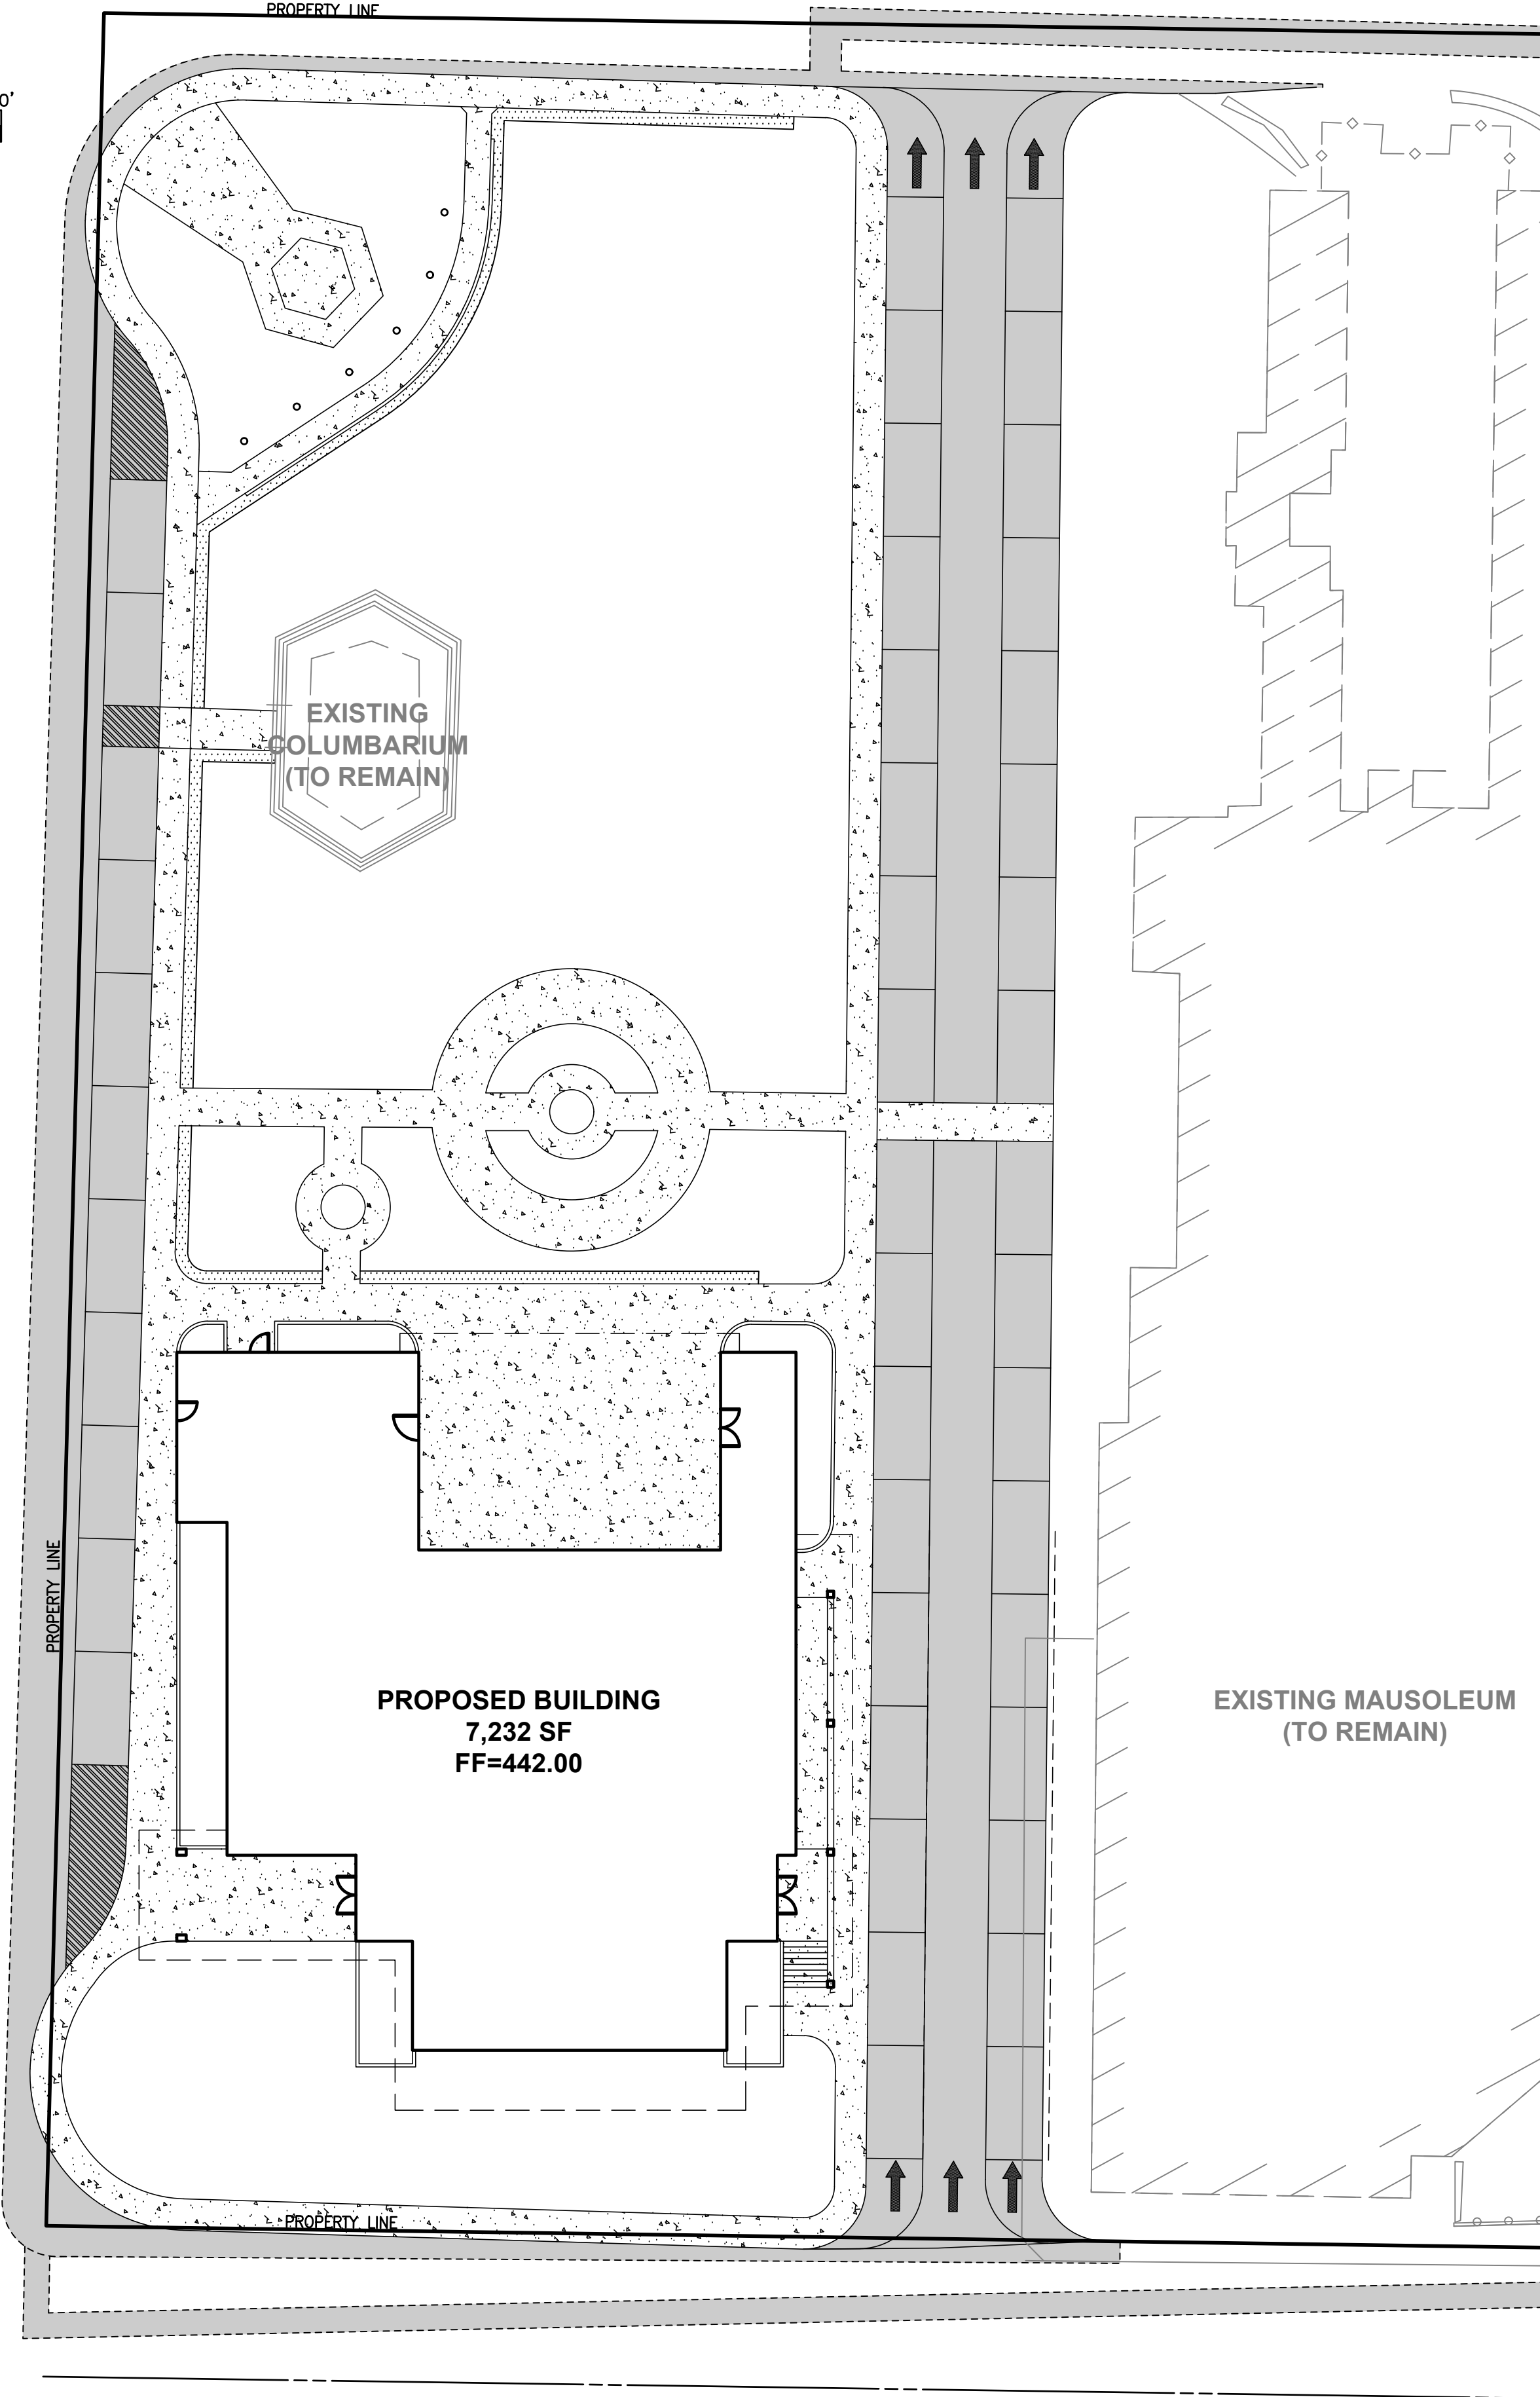 PROPERTY LINE
0'
EXISTING
COLUMBARIUM
(TO REMAIN)
PROPERTY LINE
PROPOSED BUILDING
7,232 SF
FF=442.00
EXISTING MAUSOLEUM
(TO REMAIN)
PROPERTY LINE